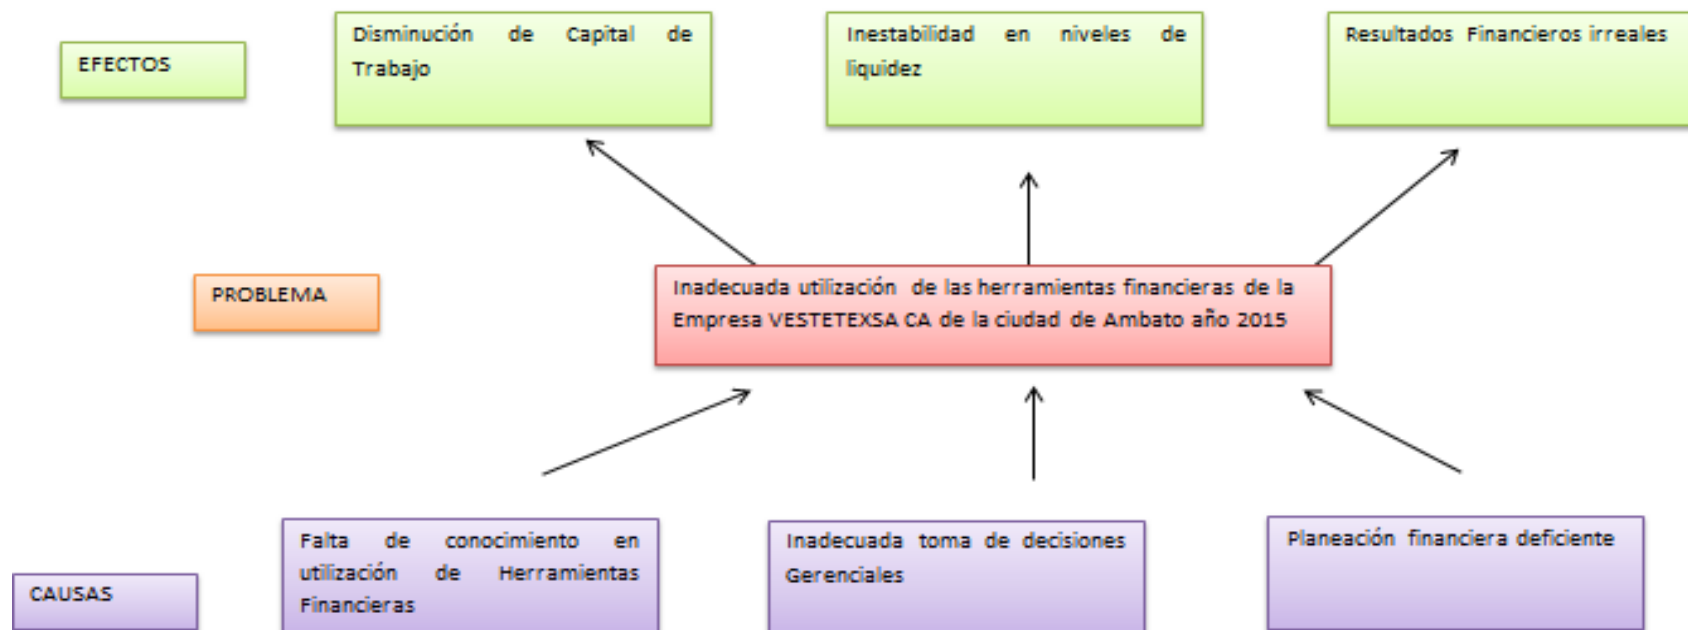 EFECTOS
Disminución de Capital de
Trabajo
Inestabilidad en niveles de
liquidez
Resultados Financieros irreales
PROBLEMA
Inadecuada utilización de las herramientas financieras de la
Empresa VESTETEXSA CA de la ciudad de Ambato año 2015
CAUSAS
Falta de conocimiento en
utilización de Herramientas
Financieras
Inadecuada toma de decisiones
Gerenciales
Planeación financiera deficiente